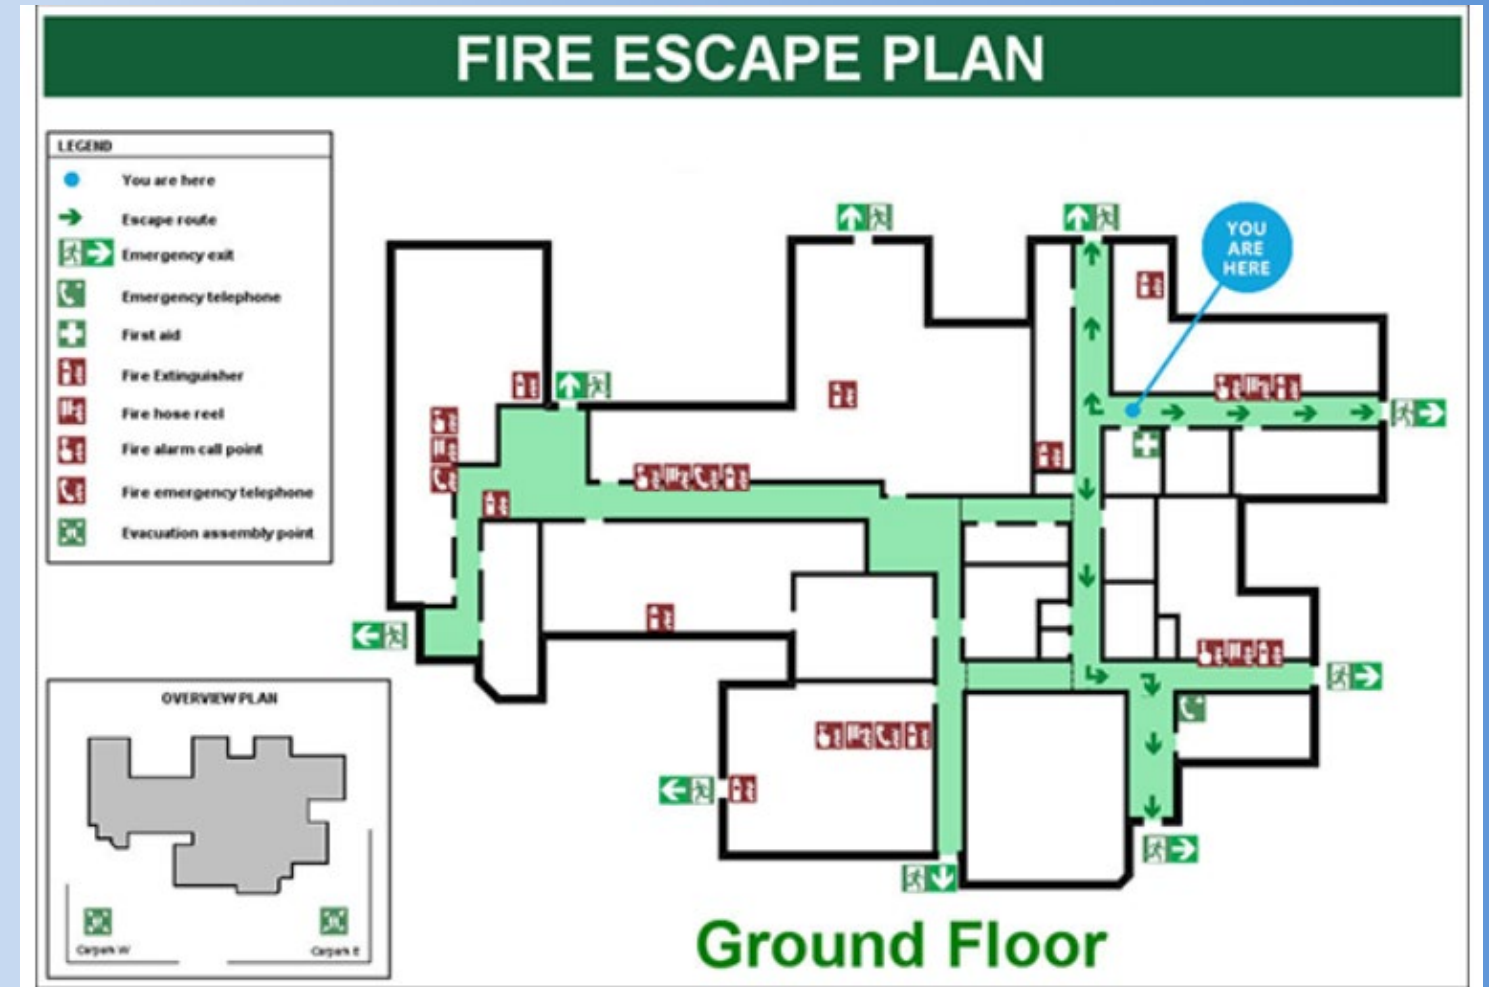 FIRE ESCAPE PLAN
LEGEND
You are here
Escape route
Emergency exit
Emergency telephone
First aid
Fire Extinguisher
Fire hose reel
Fire alarm call point
Fire emergency telephone
Evacuation assembly point
YOU
ARE
HERE
OVERVIEW PLAN
Carpark W
Carpark E
Ground Floor